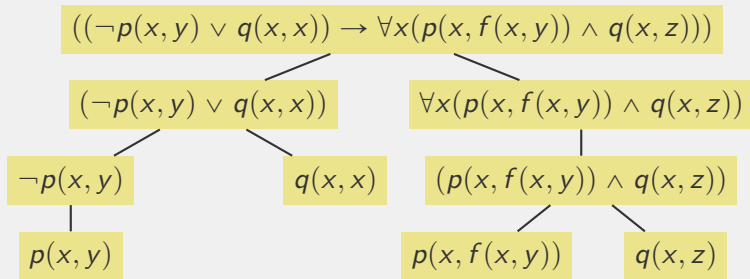 ((¬p(x, y) ∨ q(x, x)) → ∀x(p(x, f(x, y)) ∧ q(x, z)))
(¬p(x, y) ∨ q(x, x))
∀x(p(x, f(x, y)) ∧ q(x, z))
¬p(x, y)
q(x, x)
(p(x, f(x, y)) ∧ q(x, z))
p(x, y)
p(x, f(x, y))
q(x, z)